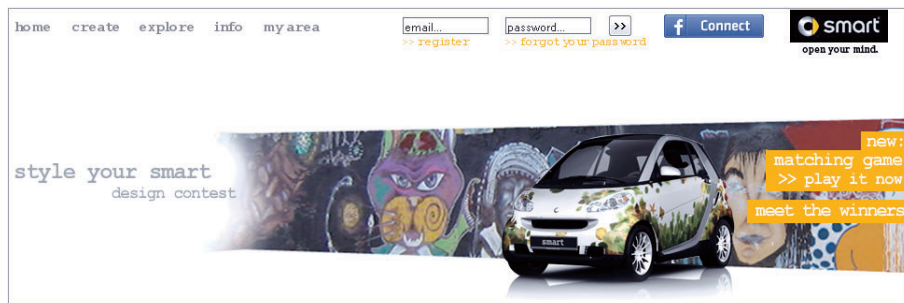 home create explore info my area
email... password... >>
>> register >> forgot your password
Connect
smart
open your mind.
new:
matching game
>> play it now
meet the winners
style your smart
design contest
smart